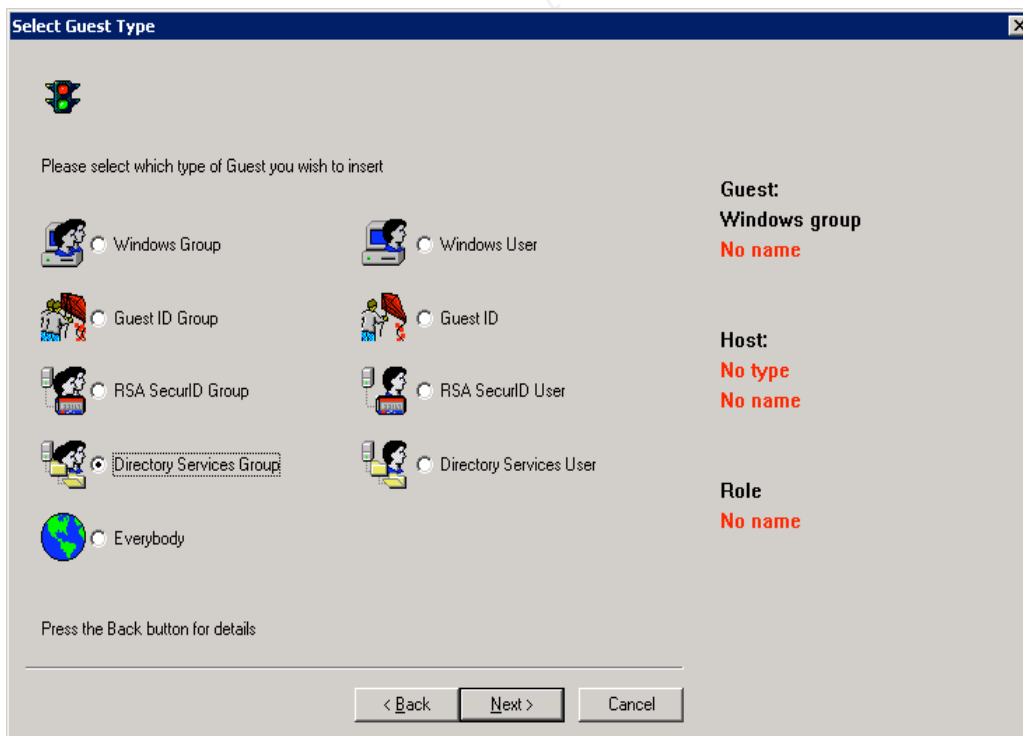 Select Guest Type
Please select which type of Guest you wish to insert
Windows Group
Windows User
Guest ID Group
Guest ID
RSA SecurID Group
RSA SecurID User
Directory Services Group
Directory Services User
Everybody
Press the Back button for details
Guest:
Windows group
No name
Host:
No type
No name
Role
No name
< Back
Next >
Cancel